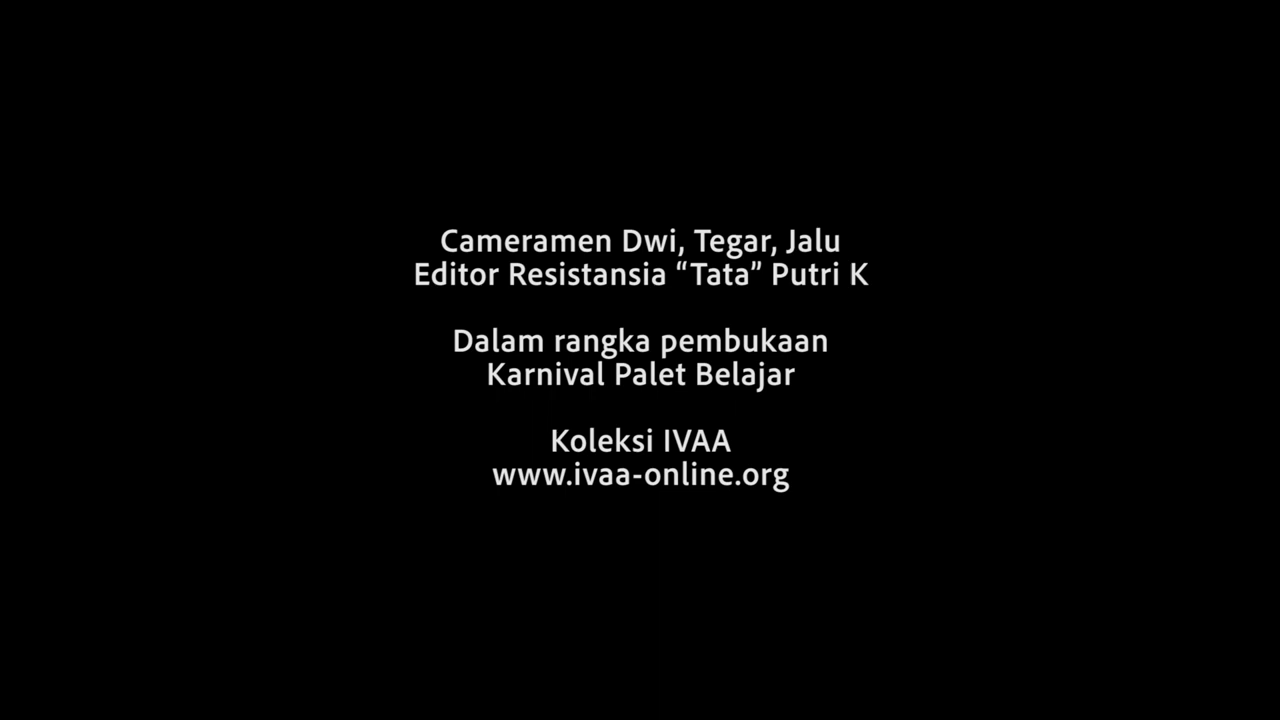 Cameramen Dwi, Tegar, Jalu
Editor Resistansia “Tata” Putri K
Dalam rangka pembukaan
Karnival Palet Belajar
Koleksi IVAA
www.ivaa-online.org